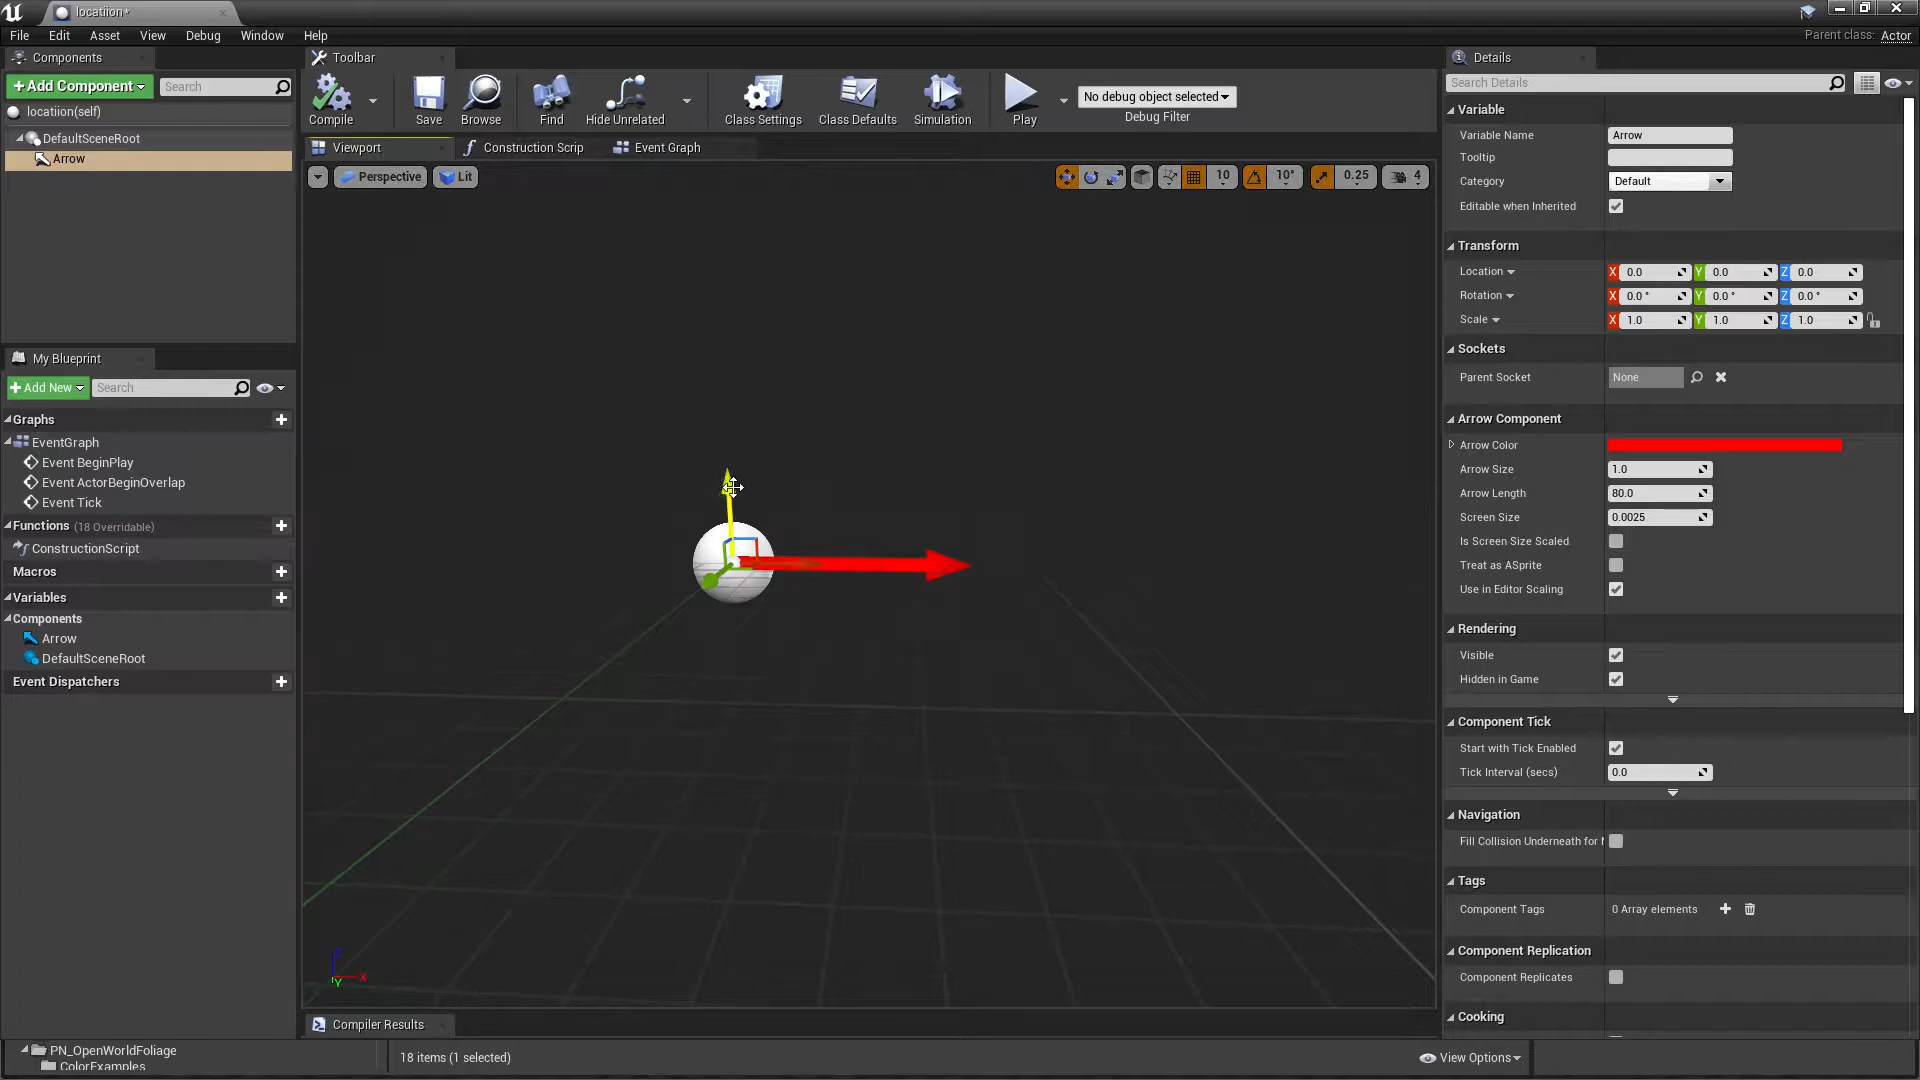 locatiion*
File Edit Asset View Debug Window Help
Parent class: Actor
Components
+ Add Component
Search
locatiion(self)
DefaultSceneRoot
Arrow
Toolbar
Compile Save Browse Find Hide Unrelated Class Settings Class Defaults Simulation Play
No debug object selected
Debug Filter
Viewport Construction Scrip Event Graph
Perspective Lit
10 10° 0.25 4
X
Y
Compiler Results
My Blueprint
+ Add New
Search
Graphs
EventGraph
Event BeginPlay
Event ActorBeginOverlap
Event Tick
Functions (18 Overridable)
ConstructionScript
Macros
Variables
Components
Arrow
DefaultSceneRoot
Event Dispatchers
Details
Search Details
Variable
Variable Name Arrow
Tooltip
Category Default
Editable when Inherited
Transform
Location X 0.0 Y 0.0 Z 0.0
Rotation X 0.0 ° Y 0.0 ° Z 0.0 °
Scale X 1.0 Y 1.0 Z 1.0
Sockets
Parent Socket None
Arrow Component
Arrow Color
Arrow Size 1.0
Arrow Length 80.0
Screen Size 0.0025
Is Screen Size Scaled
Treat as ASprite
Use in Editor Scaling
Rendering
Visible
Hidden in Game
Component Tick
Start with Tick Enabled
Tick Interval (secs) 0.0
Navigation
Fill Collision Underneath for
Tags
Component Tags 0 Array elements
Component Replication
Component Replicates
Cooking
PN_OpenWorldFoliage
ColorExamples
18 items (1 selected)
View Options